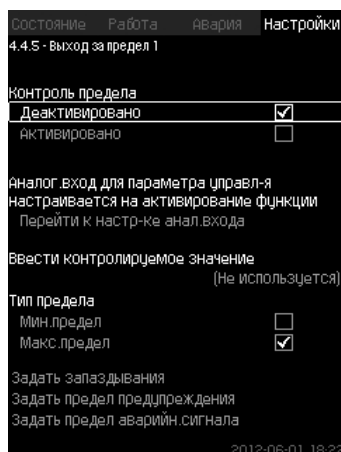 Состояние Работа Авария Настройки
4.4.5 - Выход за предел 1
Контроль предела
Деактивировано
Активировано
Аналог.вход для параметра управл-я
настраивается на активирование функции
Перейти к настр-ке анал.входа
Ввести контролируемое значение
(Не используется)
Тип предела
Мин.предел
Макс.предел
Задать запаздывания
Задать предел предупреждения
Задать предел аварийн.сигнала
2012-06-01 18:22